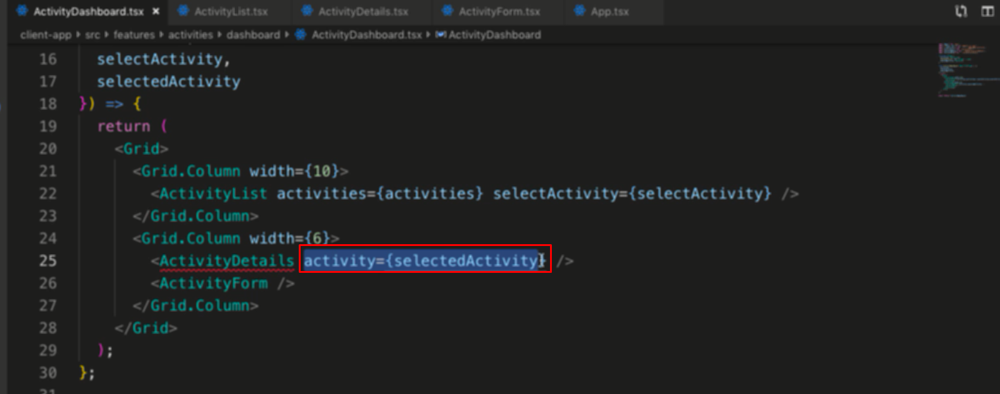 ActivityDashboard.tsx × ActivityList.tsx ActivityDetails.tsx ActivityForm.tsx App.tsx
client-app › src › features › activities › dashboard › ActivityDashboard.tsx › ActivityDashboard
16 selectActivity,
17 selectedActivity
18 }) => {
19 return (
20 <Grid>
21 <Grid.Column width={10}>
22 <ActivityList activities={activities} selectActivity={selectActivity} />
23 </Grid.Column>
24 <Grid.Column width={6}>
25 <ActivityDetails activity={selectedActivity} />
26 <ActivityForm />
27 </Grid.Column>
28 </Grid>
29 );
30 };
31